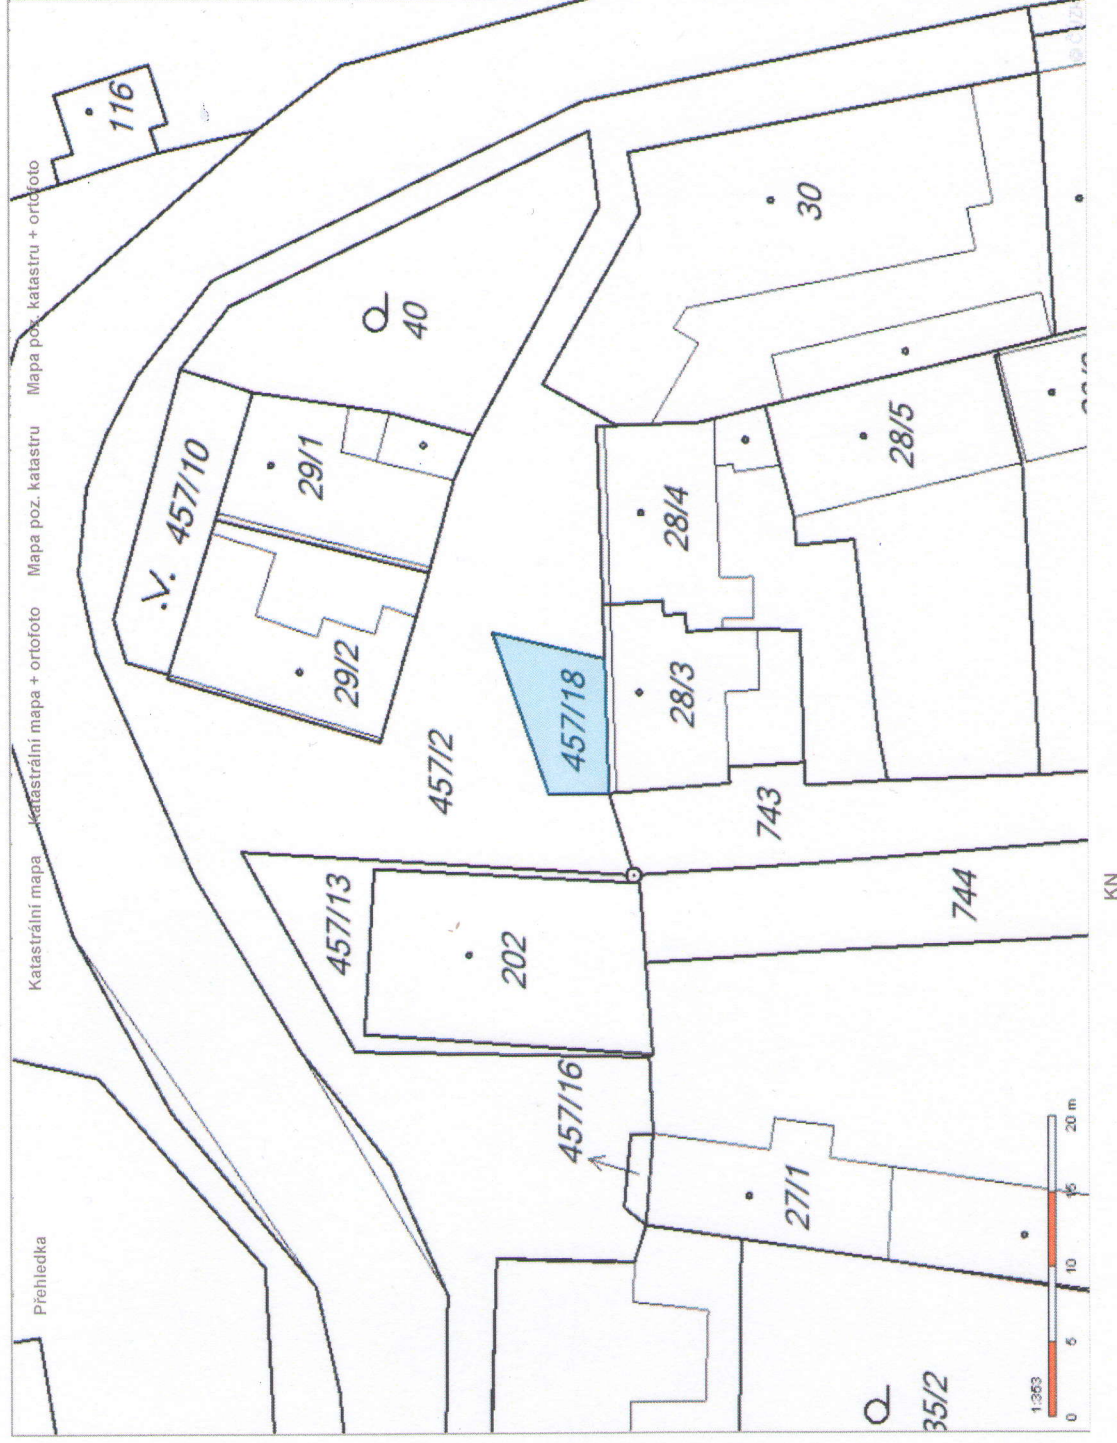 Přehledka
Katastrální mapa
Katastrální mapa + ortofoto
Mapa poz. katastru
Mapa poz. katastru + ortofoto
116
40
457/10
.V.
29/1
29/2
30
28/5
28/4
28/3
457/18
457/2
457/13
202
743
744
457/16
27/1
35/2
1:353
0
5
10
15
20 m
KN